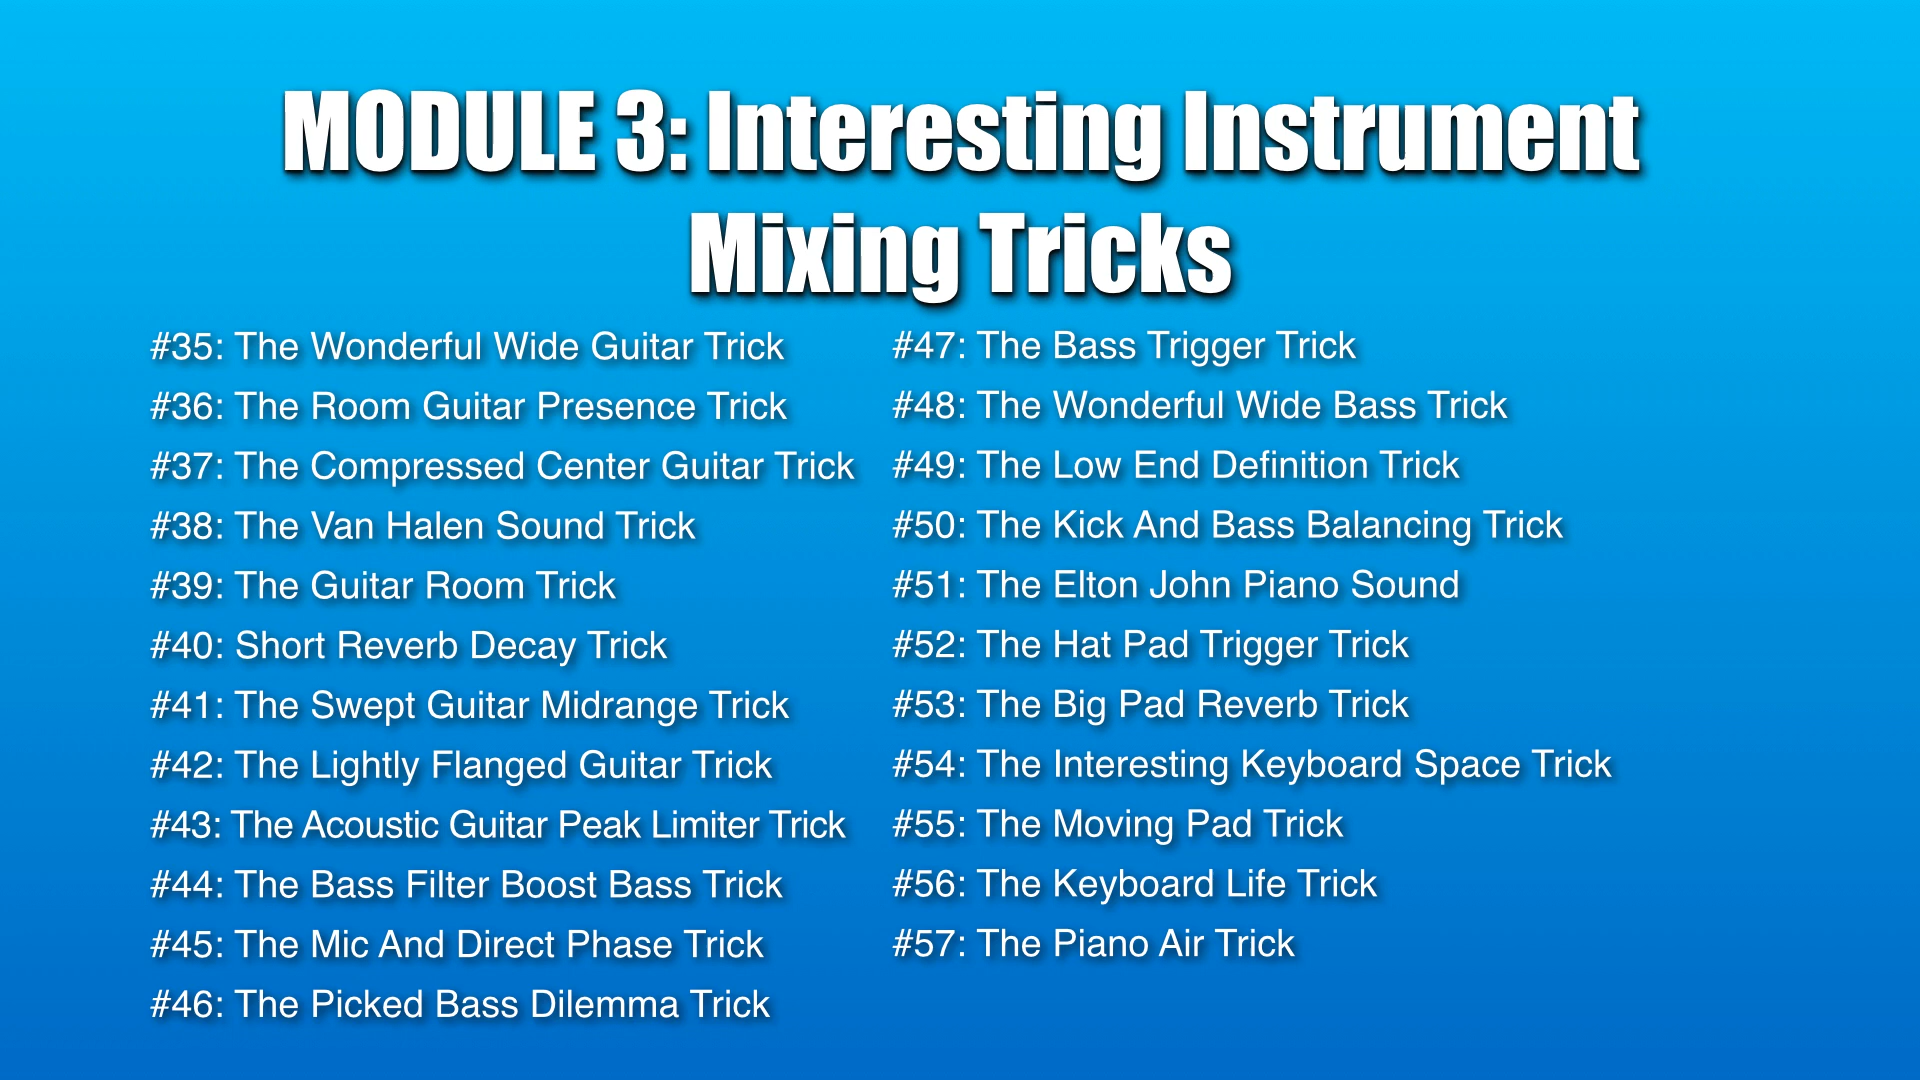 MODULE 3: Interesting Instrument
Mixing Tricks
#35: The Wonderful Wide Guitar Trick
#36: The Room Guitar Presence Trick
#37: The Compressed Center Guitar Trick
#38: The Van Halen Sound Trick
#39: The Guitar Room Trick
#40: Short Reverb Decay Trick
#41: The Swept Guitar Midrange Trick
#42: The Lightly Flanged Guitar Trick
#43: The Acoustic Guitar Peak Limiter Trick
#44: The Bass Filter Boost Bass Trick
#45: The Mic And Direct Phase Trick
#46: The Picked Bass Dilemma Trick
#47: The Bass Trigger Trick
#48: The Wonderful Wide Bass Trick
#49: The Low End Definition Trick
#50: The Kick And Bass Balancing Trick
#51: The Elton John Piano Sound
#52: The Hat Pad Trigger Trick
#53: The Big Pad Reverb Trick
#54: The Interesting Keyboard Space Trick
#55: The Moving Pad Trick
#56: The Keyboard Life Trick
#57: The Piano Air Trick